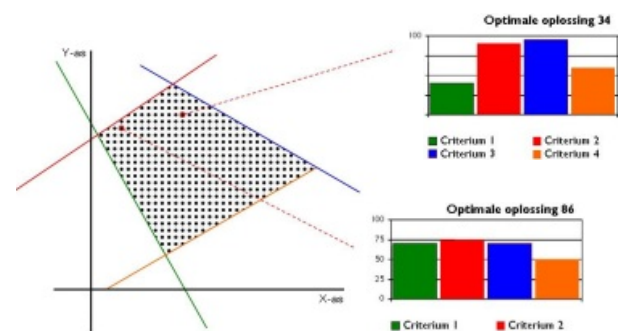 Y-as
X-as
Optimale oplossing 34
100
Criterium 1
Criterium 2
Criterium 3
Criterium 4
Optimale oplossing 86
100
75
50
25
0
Criterium 1
Criterium 2